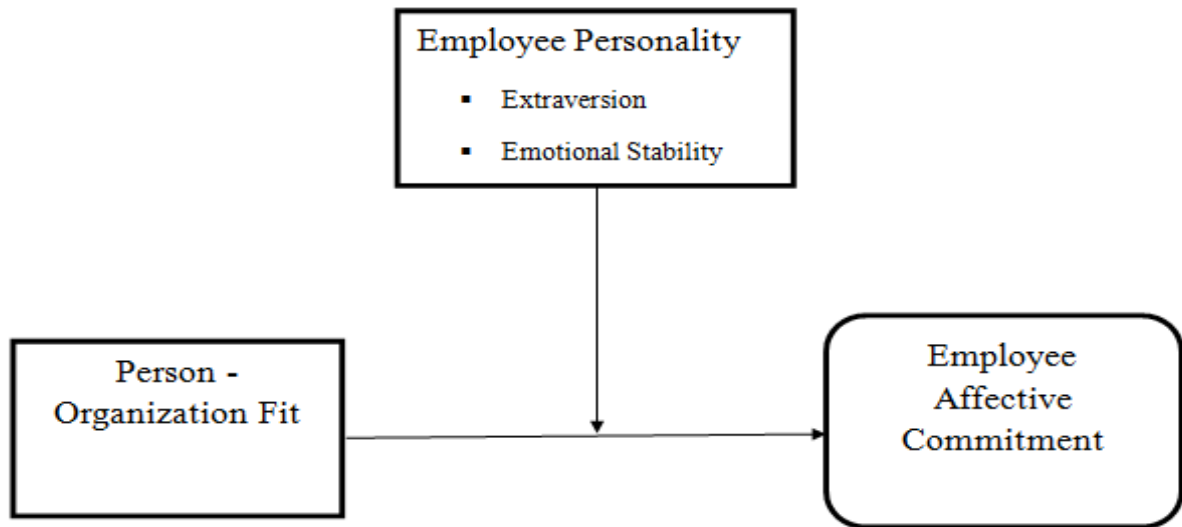 Employee Personality
▪ Extraversion
▪ Emotional Stability
Person -
Organization Fit
Employee
Affective
Commitment